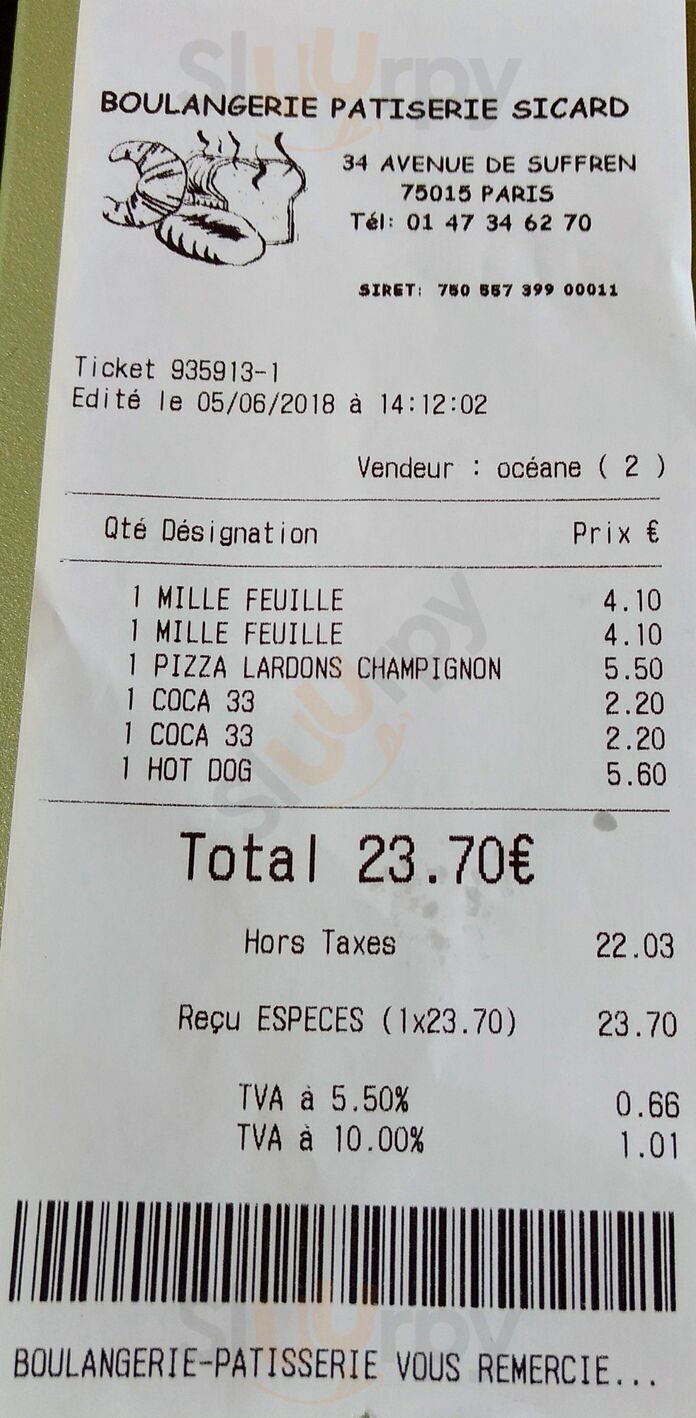 BOULANGERIE PATISERIE SICARD
34 AVENUE DE SUFFREN
75015 PARIS
Tél: 01 47 34 62 70
SIRET: 750 557 399 00011
Ticket 935913-1
Edité le 05/06/2018 à 14:12:02
Vendeur : océane ( 2 )
Qté Désignation Prix €
1 MILLE FEUILLE 4.10
1 MILLE FEUILLE 4.10
1 PIZZA LARDONS CHAMPIGNON 5.50
1 COCA 33 2.20
1 COCA 33 2.20
1 HOT DOG 5.60
Total 23.70€
Hors Taxes 22.03
Reçu ESPECES (1x23.70) 23.70
TVA à 5.50% 0.66
TVA à 10.00% 1.01
BOULANGERIE-PATISSERIE VOUS REMERCIE...
Sluurpy
Sluurpy
Sluurpy